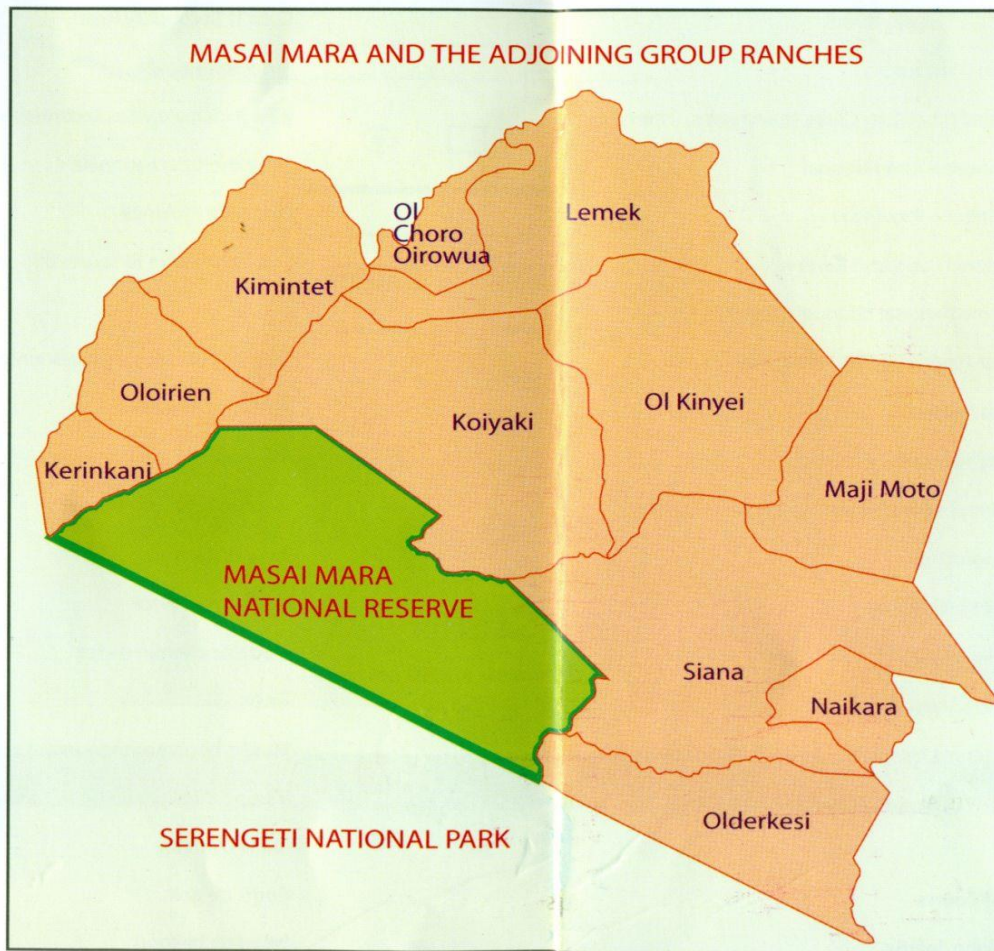 MASAI MARA AND THE ADJOINING GROUP RANCHES
Ol
Choro
Oirowua
Lemek
Kimintet
Oloirien
Koiyaki
Ol Kinyei
Kerinkani
Maji Moto
MASAI MARA
NATIONAL RESERVE
Siana
Naikara
Olderkesi
SERENGETI NATIONAL PARK